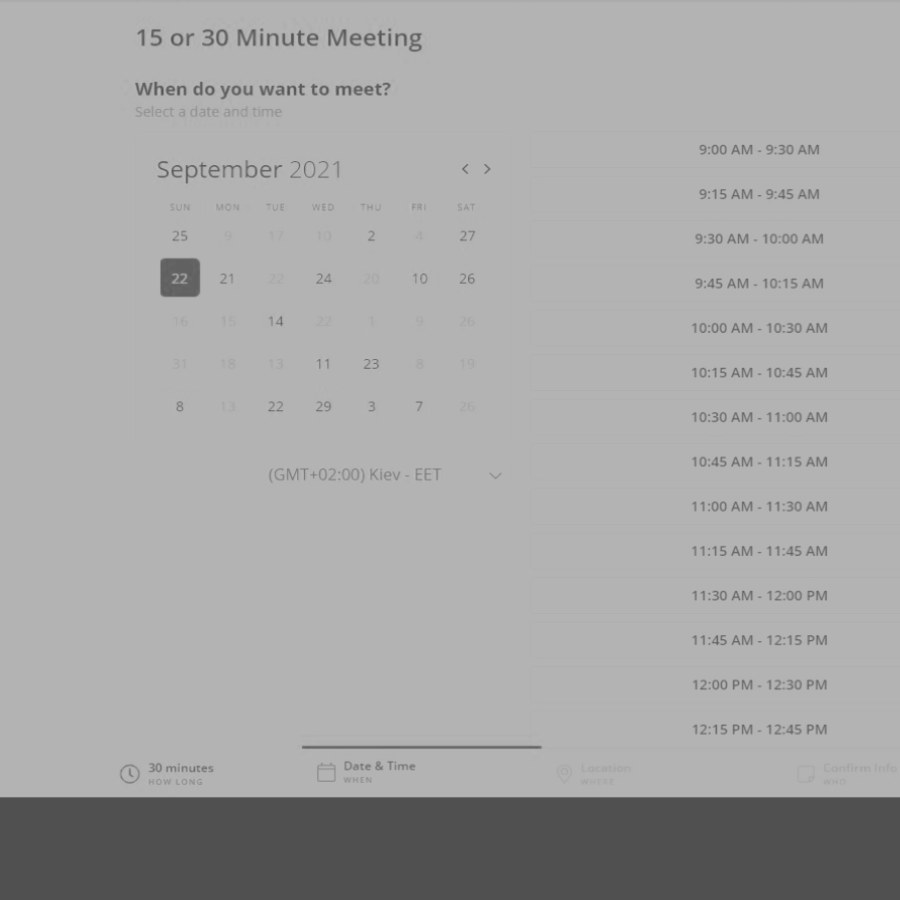 15 or 30 Minute Meeting
When do you want to meet?
Select a date and time
September 2021
< >
SUN MON TUE WED THU FRI SAT
25 9 17 10 2 4 27
22 21 22 24 20 10 26
16 15 14 22 1 9 26
31 18 13 11 23 8 19
8 13 22 29 3 7 26
(GMT+02:00) Kiev - EET
9:00 AM - 9:30 AM
9:15 AM - 9:45 AM
9:30 AM - 10:00 AM
9:45 AM - 10:15 AM
10:00 AM - 10:30 AM
10:15 AM - 10:45 AM
10:30 AM - 11:00 AM
10:45 AM - 11:15 AM
11:00 AM - 11:30 AM
11:15 AM - 11:45 AM
11:30 AM - 12:00 PM
11:45 AM - 12:15 PM
12:00 PM - 12:30 PM
12:15 PM - 12:45 PM
30 minutes
HOW LONG
Date & Time
WHEN
Location
WHERE
Confirm Info
WHO